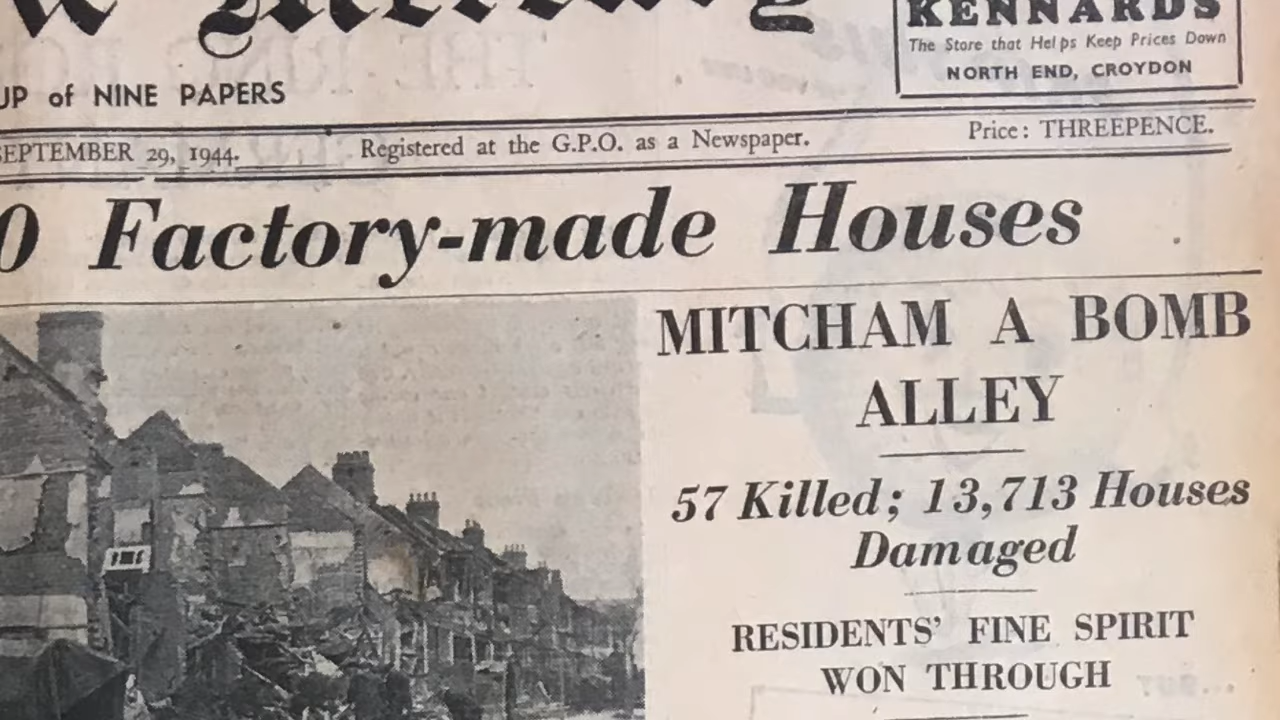 Mercury
KENNARDS
The Store that Helps Keep Prices Down
NORTH END, CROYDON
UP of NINE PAPERS
SEPTEMBER 29, 1944.
Registered at the G.P.O. as a Newspaper.
Price: THREEPENCE.
0 Factory-made Houses
MITCHAM A BOMB
ALLEY
57 Killed; 13,713 Houses
Damaged
RESIDENTS' FINE SPIRIT
WON THROUGH